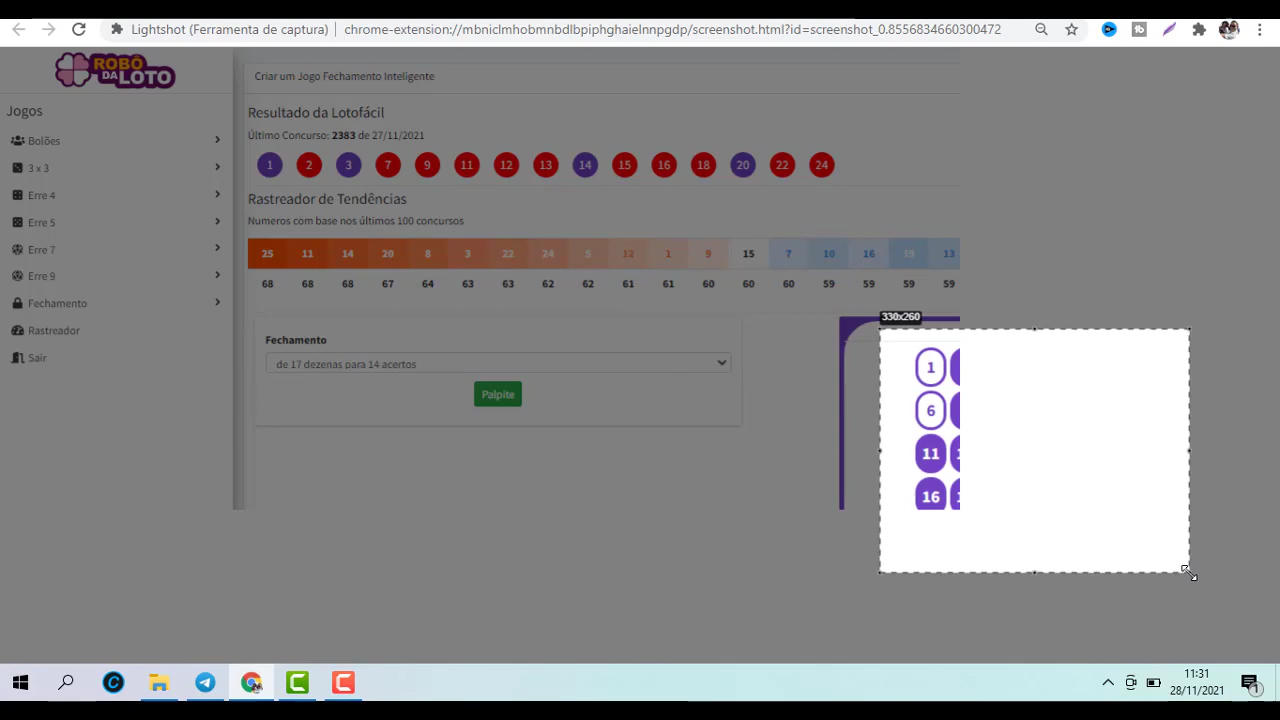 Lightshot (Ferramenta de captura) | chrome-extension://mbniclmhobmnbdlbpiphghaielnnpgdp/screenshot.html?id=screenshot_0.8556834660300472
ROBÔ
DA LOTO
Criar um Jogo Fechamento Inteligente
Jogos
Bolões
3 x 3
Erre 4
Erre 5
Erre 7
Erre 9
Fechamento
Rastreador
Sair
Resultado da Lotofácil
Último Concurso: 2383 de 27/11/2021
1 2 3 7 9 11 12 13 14 15 16 18 20 22 24
Rastreador de Tendências
Numeros com base nos últimos 100 concursos
25 11 14 20 8 3 22 24 5 12 1 9 15 7 10 16 19 13
68 68 68 67 64 63 63 62 62 61 61 60 60 60 59 59 59 59
330x260
Fechamento
de 17 dezenas para 14 acertos
Palpite
1
6
11
16
11:31
28/11/2021
1